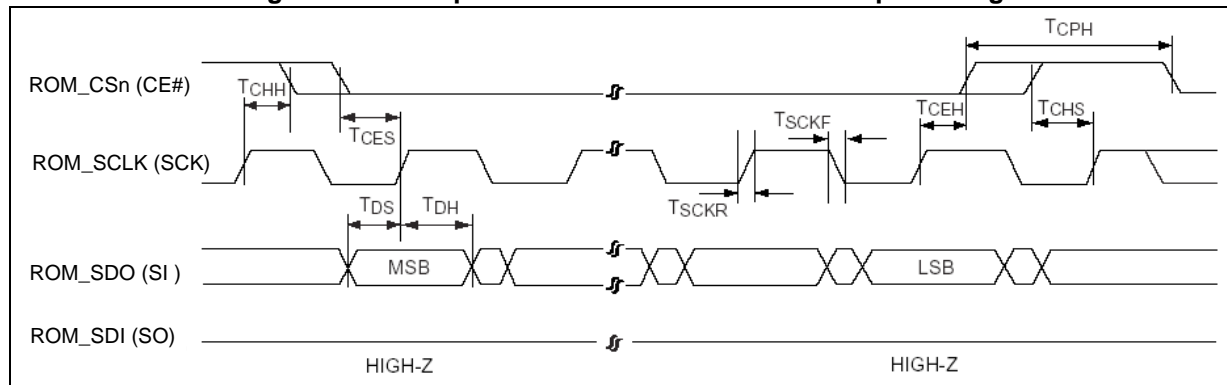 TCPH
ROM_CSn (CE#)
TCHH
TCES
TSCKF
TCEH
TCHS
ROM_SCLK (SCK)
TSCKR
TDS
TDH
ROM_SDO (SI )
MSB
LSB
ROM_SDI (SO)
HIGH-Z
HIGH-Z